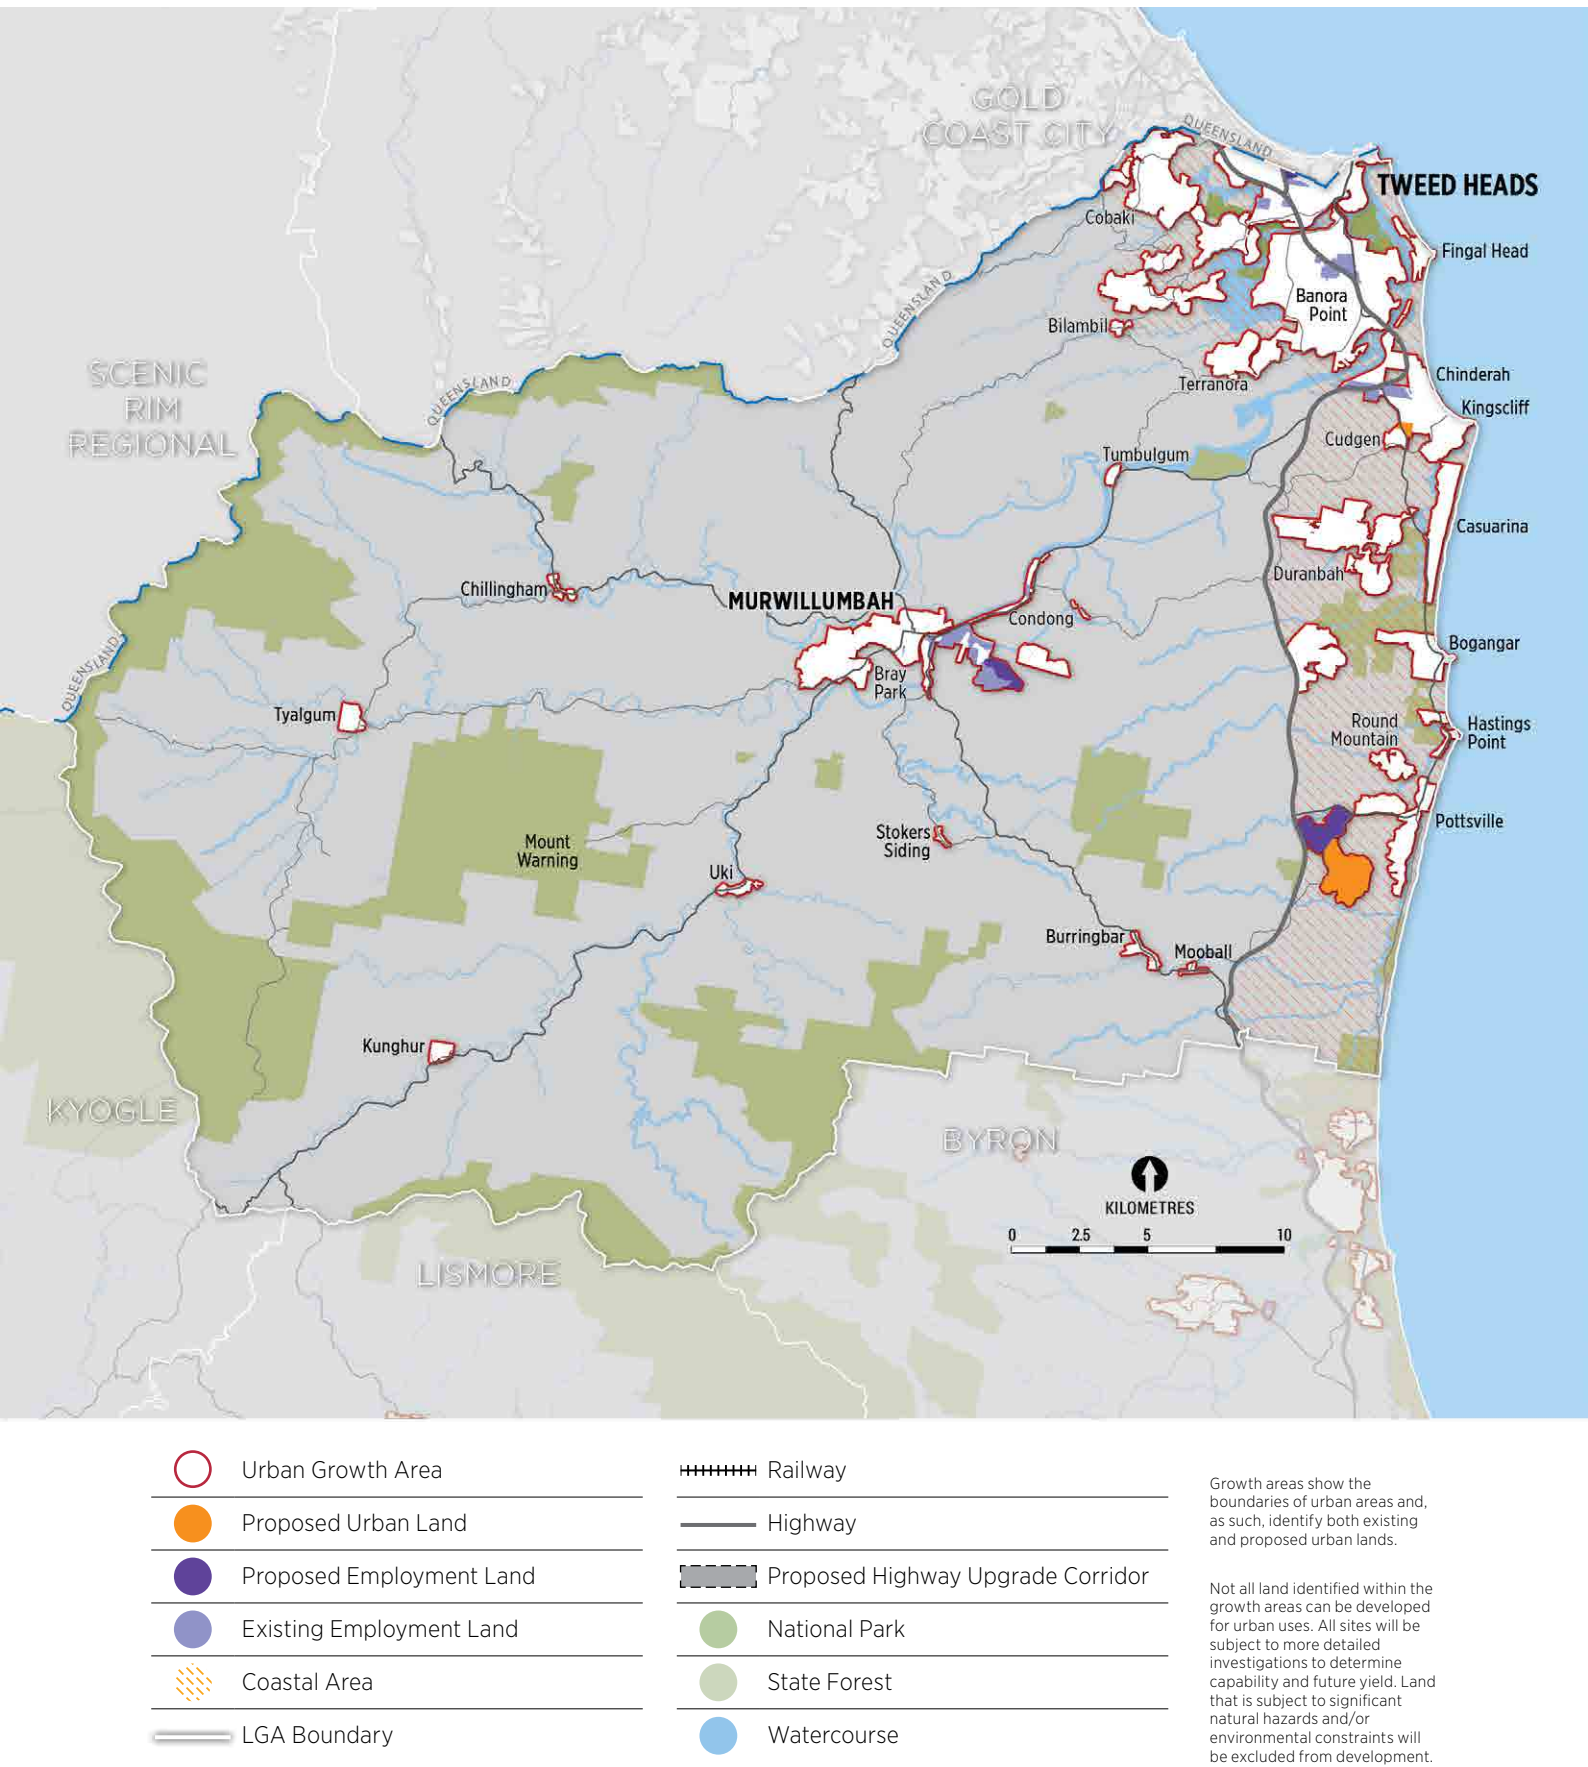 GOLD
COAST CITY
QUEENSLAND
TWEED HEADS
Cobaki
Fingal Head
QUEENSLAND
Banora
Point
Bilambil
Terranora
Chinderah
Kingscliff
SCENIC
RIM
REGIONAL
QUEENSLAND
Cudgen
Tumbulgum
Casuarina
Duranbah
Chillingham
MURWILLUMBAH
Condong
Bogangar
QUEENSLAND
Bray
Park
Tyalgum
Round
Mountain
Hastings
Point
Pottsville
Mount
Warning
Stokers
Siding
Uki
Burringbar
Mooball
Kunghur
KYOGLE
BYRON
LISMORE
KILOMETRES
0 2.5 5 10
Urban Growth Area
Proposed Urban Land
Proposed Employment Land
Existing Employment Land
Coastal Area
LGA Boundary
Railway
Highway
Proposed Highway Upgrade Corridor
National Park
State Forest
Watercourse
Growth areas show the
boundaries of urban areas and,
as such, identify both existing
and proposed urban lands.
Not all land identified within the
growth areas can be developed
for urban uses. All sites will be
subject to more detailed
investigations to determine
capability and future yield. Land
that is subject to significant
natural hazards and/or
environmental constraints will
be excluded from development.